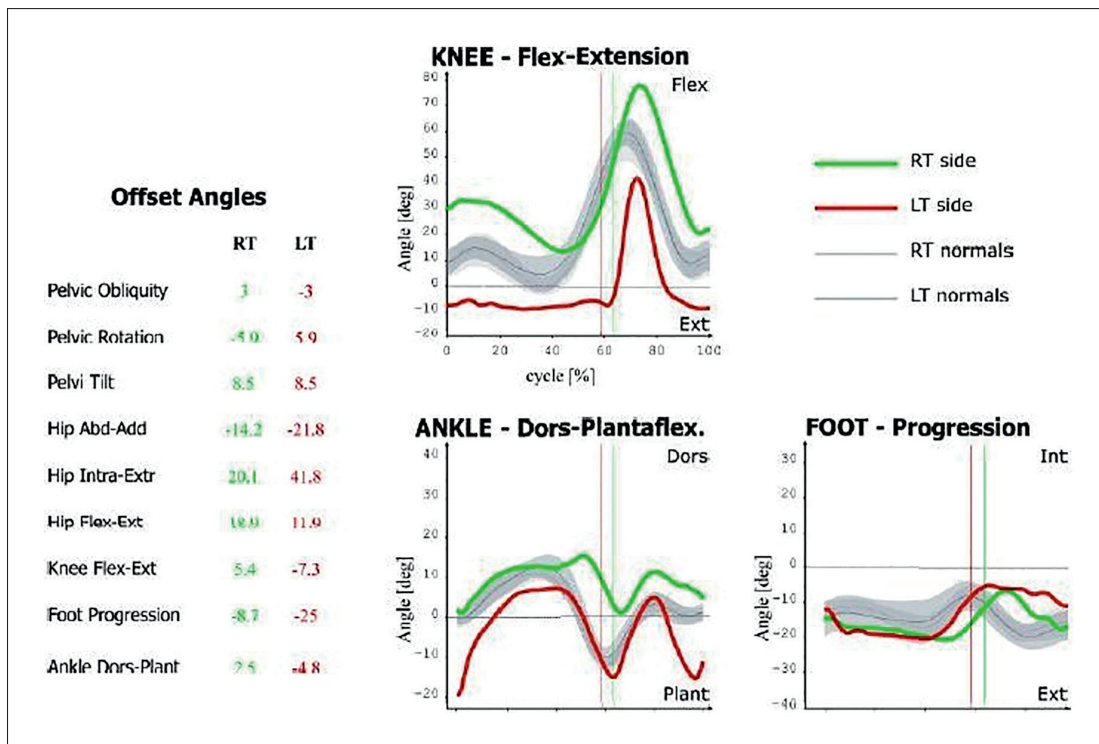 KNEE - Flex-Extension
Flex
80
70
60
50
40
30
20
10
0
-10
-20
Angle [deg]
Ext
0 20 40 60 80 100
cycle [%]
RT side
LT side
RT normals
LT normals
Offset Angles
RT LT
Pelvic Obliquity 3 -3
Pelvic Rotation -5.9 5.9
Pelvi Tilt 8.5 8.5
Hip Abd-Add -14.2 -21.8
Hip Intra-Extr 20.1 41.8
Hip Flex-Ext 11.9
Knee Flex-Ext 5.4 -7.3
Foot Progression -8.7 -25
Ankle Dors-Plant 2.5 -4.8
ANKLE - Dors-Plantaflex.
Dors
40
30
20
10
0
-10
-20
Angle [deg]
Plant
FOOT - Progression
Int
30
20
10
0
-10
-20
-30
-40
Angle [deg]
Ext